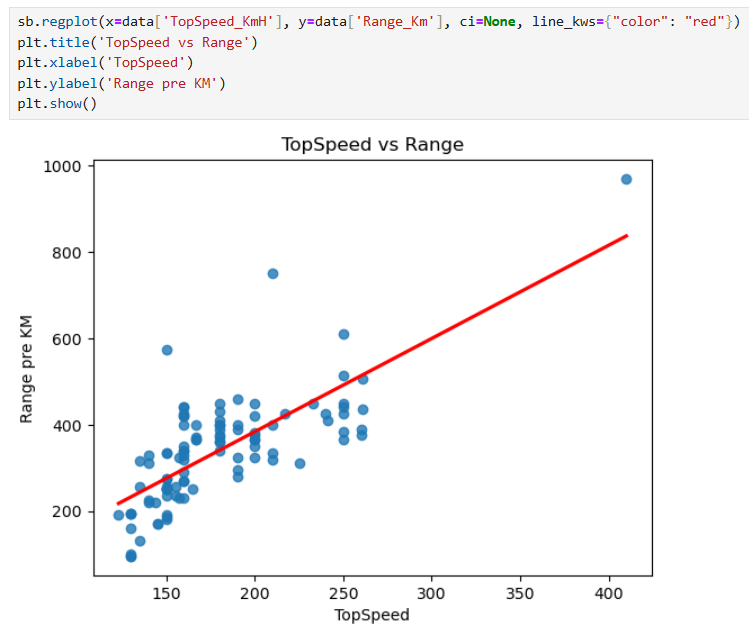 sb.regplot(x=data['TopSpeed_KmH'], y=data['Range_Km'], ci=None, line_kws={"color": "red"})
plt.title('TopSpeed vs Range')
plt.xlabel('TopSpeed')
plt.ylabel('Range pre KM')
plt.show()
TopSpeed vs Range
1000
800
600
400
200
Range pre KM
150 200 250 300 350 400
TopSpeed